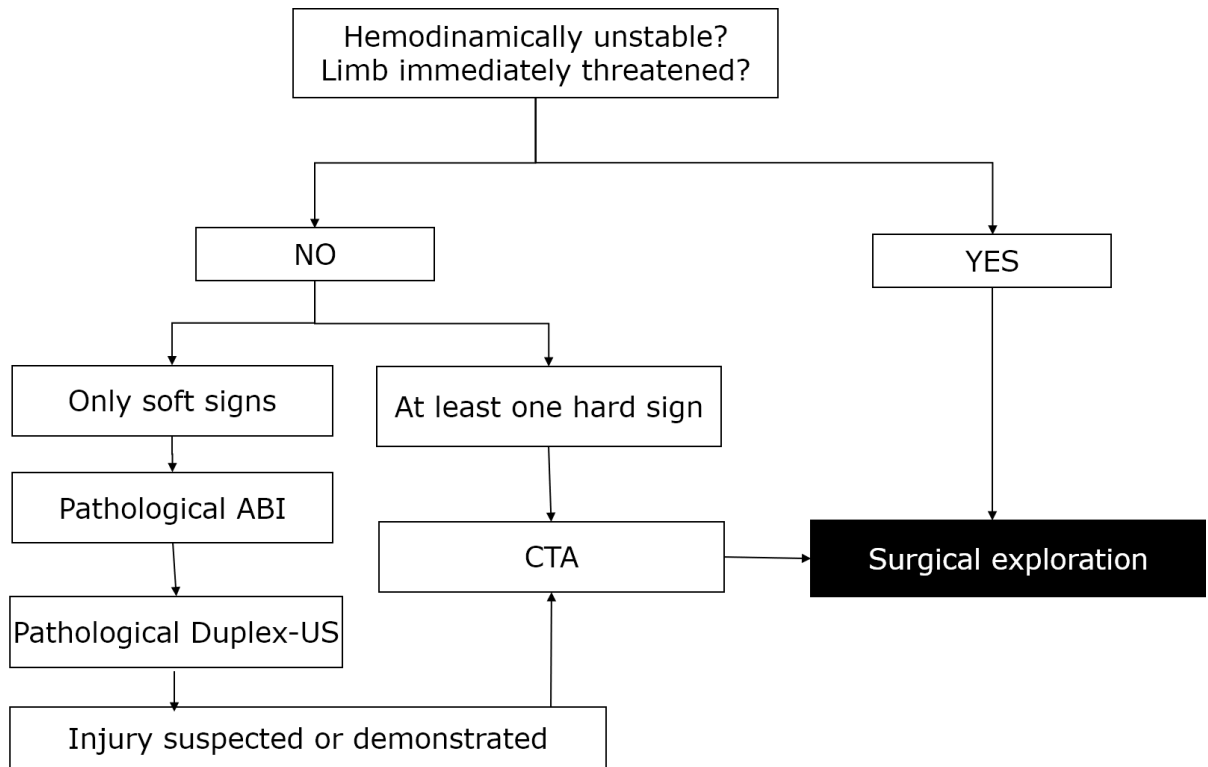 Hemodinamically unstable?
Limb immediately threatened?
NO
YES
Only soft signs
At least one hard sign
Pathological ABI
CTA
Surgical exploration
Pathological Duplex-US
Injury suspected or demonstrated